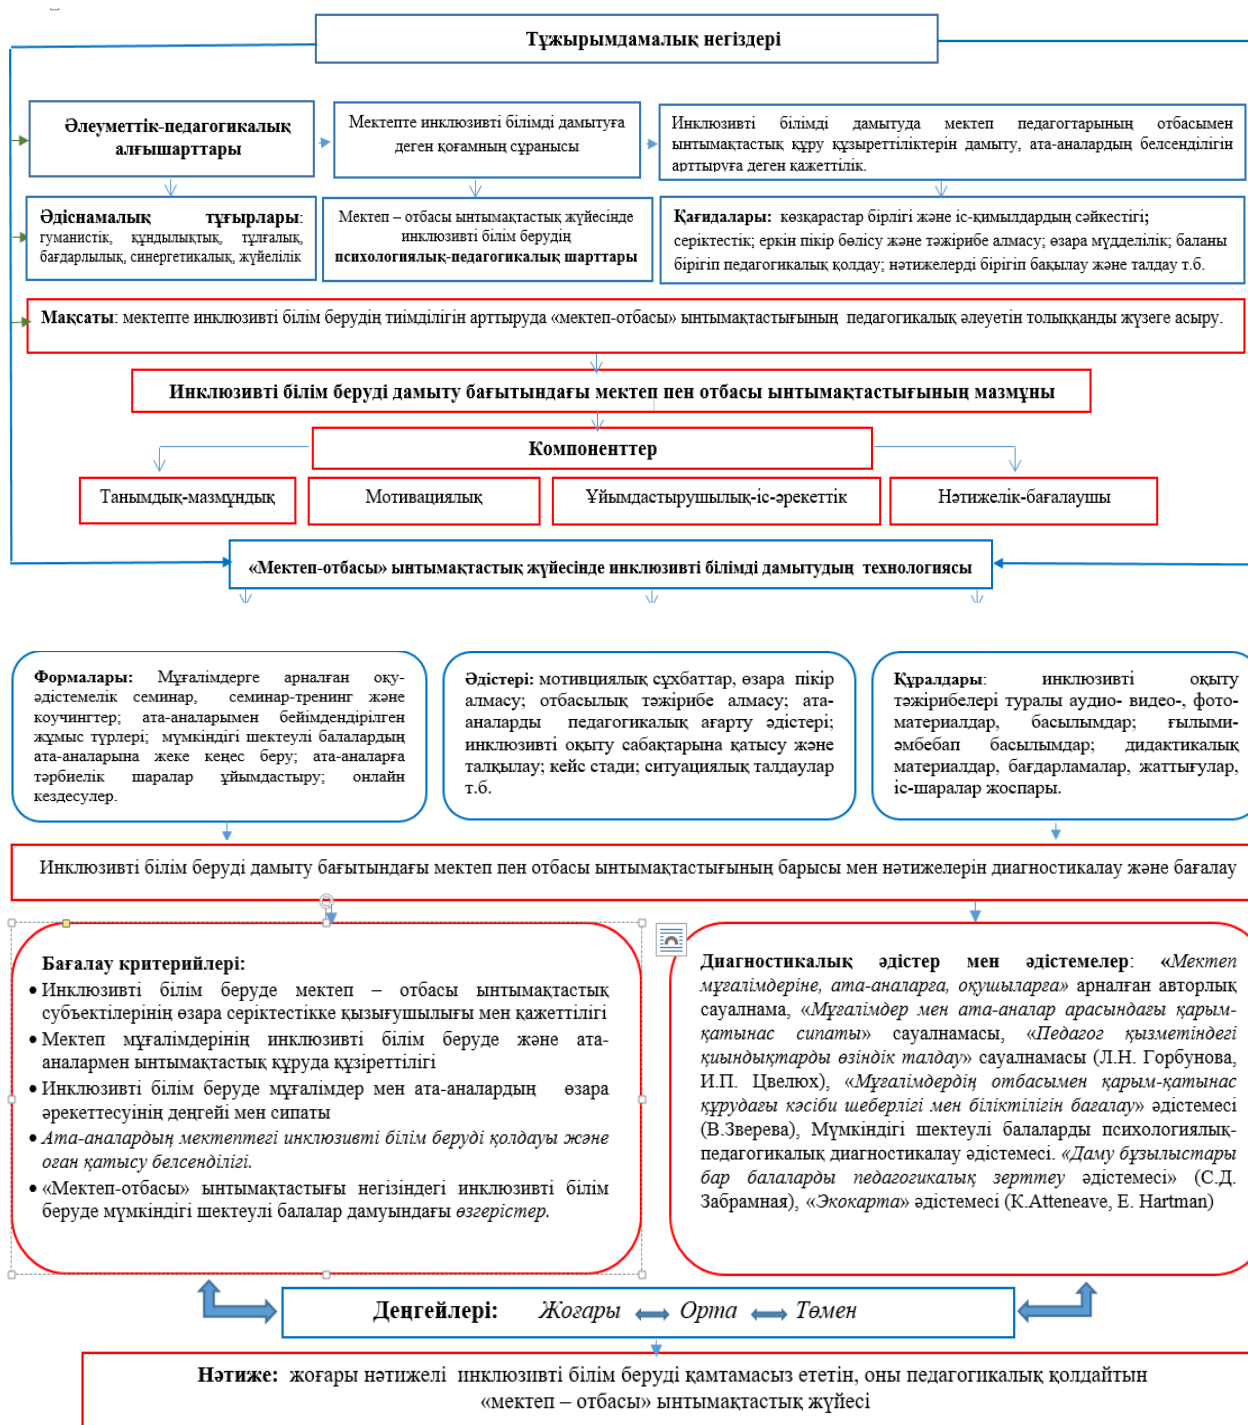 Тұжырымдамалық негіздері
Әлеуметтік-педагогикалық
алғышарттары
Мектепте инклюзивті білімді дамытуға
деген қоғамның сұранысы
Инклюзивті білімді дамытуда мектеп педагогтарының отбасымен
ынтымақтастық құру құзыреттіліктерін дамыту, ата-аналардың белсенділігін
арттыруға деген қажеттілік.
Әдіснамалық тұғырлары:
гуманистік, құндылықтық, тұлғалық,
бағдарлылық, синергетикалық, жүйелілік
Мектеп – отбасы ынтымақтастық жүйесінде
инклюзивті білім берудің
психологиялық-педагогикалық шарттары
Қағидалары: көзқарастар бірлігі және іс-қимылдардың сәйкестігі;
серіктестік; еркін пікір бөлісу және тәжірибе алмасу; өзара мүдделілік; баланы
бірігіп педагогикалық қолдау; нәтижелерді бірігіп бақылау және талдау т.б.
Мақсаты: мектепте инклюзивті білім берудің тиімділігін арттыруда «мектеп-отбасы» ынтымақтастығының педагогикалық әлеуетін толыққанды жүзеге асыру.
Инклюзивті білім беруді дамыту бағытындағы мектеп пен отбасы ынтымақтастығының мазмұны
Компоненттер
Танымдық-мазмұндық
Мотивациялық
Ұйымдастырушылық-іс-әрекеттік
Нәтижелік-бағалаушы
«Мектеп-отбасы» ынтымақтастық жүйесінде инклюзивті білімді дамытудың технологиясы
Формалары: Мұғалімдерге арналған оқу-
әдістемелік семинар, семинар-тренинг және
коучингтер; ата-аналарымен бейімдендірілген
жұмыс түрлері; мүмкіндігі шектеулі балалардың
ата-аналарына жеке кеңес беру; ата-аналарға
тәрбиелік шаралар ұйымдастыру; онлайн
кездесулер.
Әдістері: мотивциялық сұхбаттар, өзара пікір
алмасу; отбасылық тәжірибе алмасу; ата-
аналарды педагогикалық ағарту әдістері;
инклюзивті оқыту сабақтарына қатысу және
талқылау; кейс стади; ситуациялық талдаулар
т.б.
Құралдары: инклюзивті оқыту
тәжірибелері туралы аудио- видео-, фото-
материалдар, басылымдар; ғылыми-
әмбебап басылымдар; дидактикалық
материалдар, бағдарламалар, жаттығулар,
іс-шаралар жоспары.
Инклюзивті білім беруді дамыту бағытындағы мектеп пен отбасы ынтымақтастығының барысы мен нәтижелерін диагностикалау және бағалау
Бағалау критерийлері:
• Инклюзивті білім беруде мектеп – отбасы ынтымақтастық
субъектілерінің өзара серіктестікке қызығушылығы мен қажеттілігі
• Мектеп мұғалімдерінің инклюзивті білім беруде және ата-
аналармен ынтымақтастық құруда құзіреттілігі
• Инклюзивті білім беруде мұғалімдер мен ата-аналардың өзара
әрекеттесуінің деңгейі мен сипаты
• Ата-аналардың мектептегі инклюзивті білім беруді қолдауы және
оған қатысу белсенділігі.
• «Мектеп-отбасы» ынтымақтастығы негізіндегі инклюзивті білім
беруде мүмкіндігі шектеулі балалар дамуындағы өзгерістер.
Диагностикалық әдістер мен әдістемелер: «Мектеп
мұғалімдеріне, ата-аналарға, оқушыларға» арналған авторлық
сауалнама, «Мұғалімдер мен ата-аналар арасындағы қарым-
қатынас сипаты» сауалнамасы, «Педагог қызметіндегі
қиындықтарды өзіндік талдау» сауалнамасы (Л.Н. Горбунова,
И.П. Цвелюх), «Мұғалімдердің отбасымен қарым-қатынас
құрудағы кәсіби шеберлігі мен біліктілігін бағалау» әдістемесі
(В.Зверева), Мүмкіндігі шектеулі балаларды психологиялық-
педагогикалық диагностикалау әдістемесі. «Даму бұзылыстары
бар балаларды педагогикалық зерттеу әдістемесі» (С.Д.
Забрамная), «Экокарта» әдістемесі (K.Atteneave, E. Hartman)
Деңгейлері: Жоғары Орта Төмен
Нәтиже: жоғары нәтижелі инклюзивті білім беруді қамтамасыз ететін, оны педагогикалық қолдайтын
«мектеп – отбасы» ынтымақтастық жүйесі